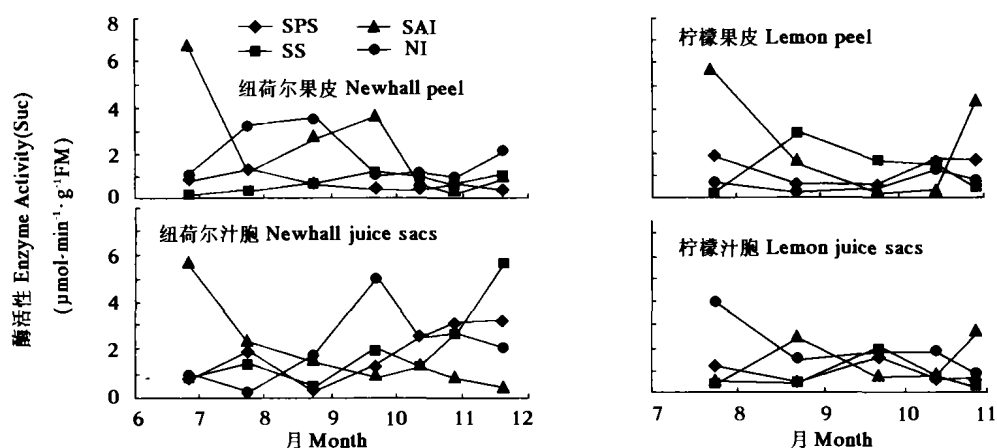 8
6
4
2
0
SPS
SAI
SS
NI
纽荷尔果皮 Newhall peel
柠檬果皮 Lemon peel
酶活性 Enzyme Activity(Suc)
(μmol·min⁻¹·g⁻¹FM)
6
4
2
0
纽荷尔汁胞 Newhall juice sacs
柠檬汁胞 Lemon juice sacs
6 7 8 9 10 11 12
月 Month
7 8 9 10 11
月 Month